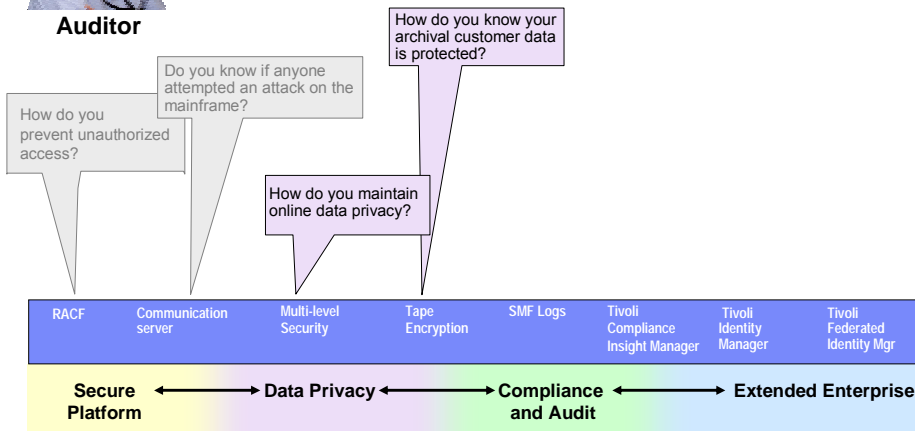 Auditor
How do you know your
archival customer data
is protected?
Do you know if anyone
attempted an attack on the
mainframe?
How do you
prevent unauthorized
access?
How do you maintain
online data privacy?
RACF
Communication
server
Multi-level
Security
Tape
Encryption
SMF Logs
Tivoli
Compliance
Insight Manager
Tivoli
Identity
Manager
Tivoli
Federated
Identity Mgr
Secure
Platform
Data Privacy
Compliance
and Audit
Extended Enterprise